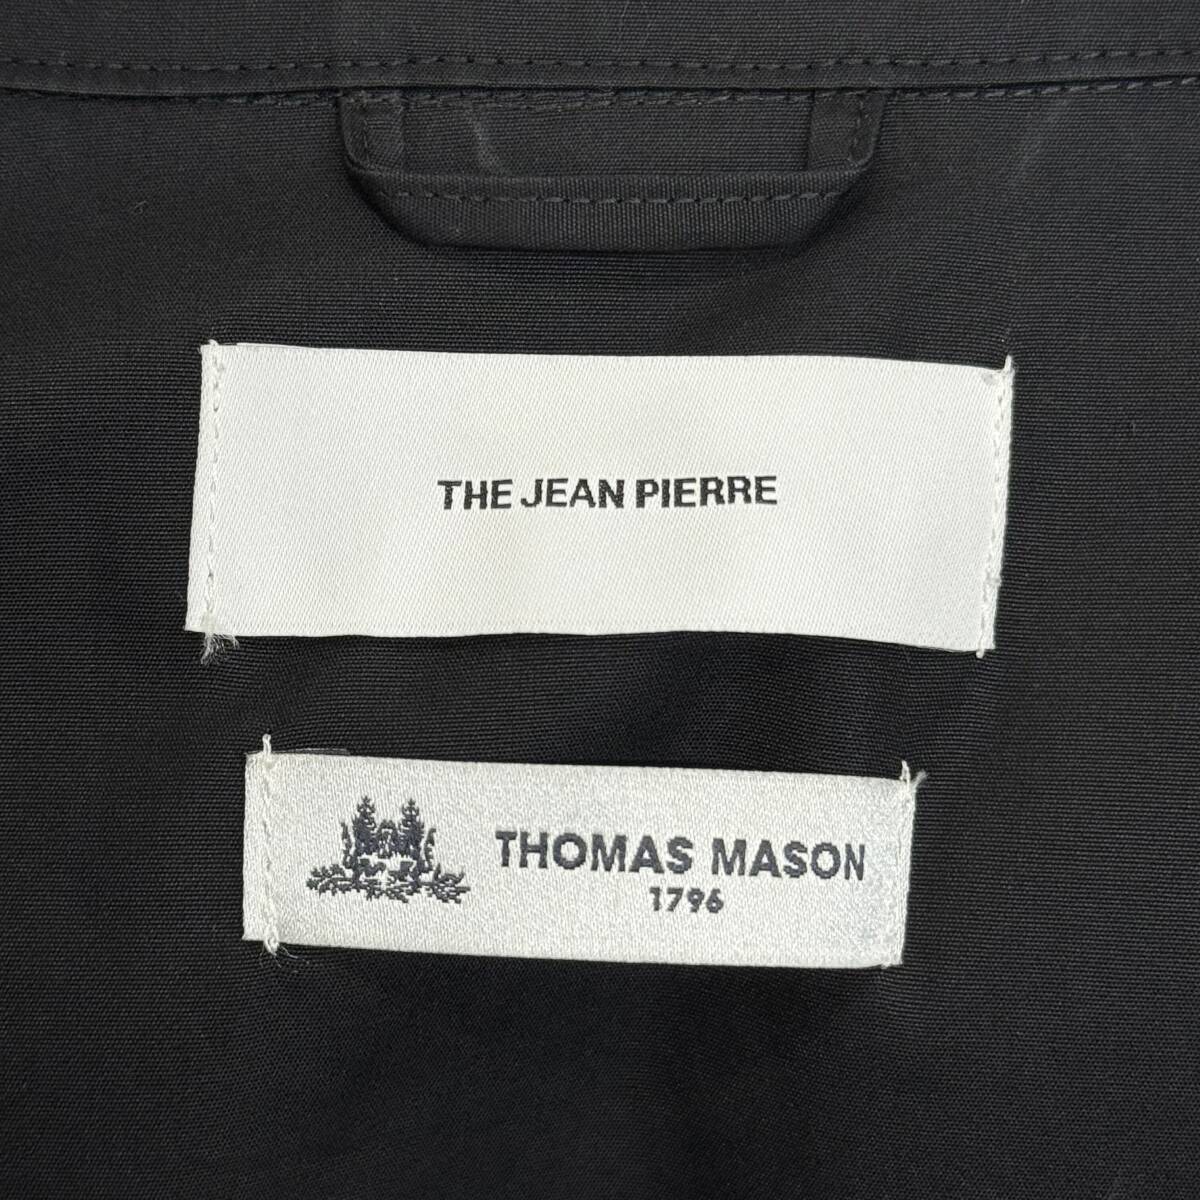 THE JEAN PIERRE
THOMAS MASON
1796